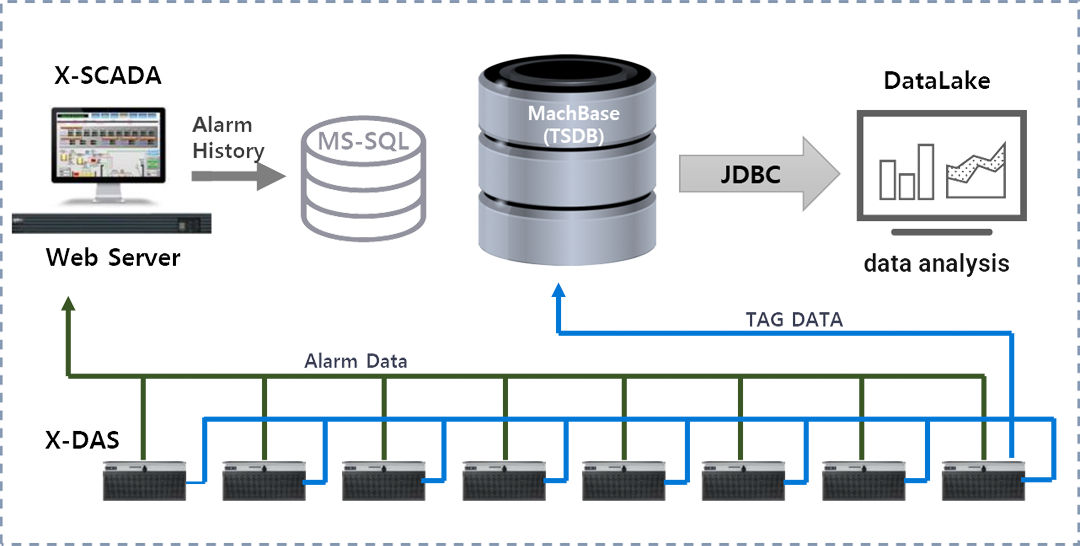 X-SCADA
Alarm
History
MS-SQL
MachBase
(TSDB)
JDBC
DataLake
Web Server
data analysis
TAG DATA
Alarm Data
X-DAS